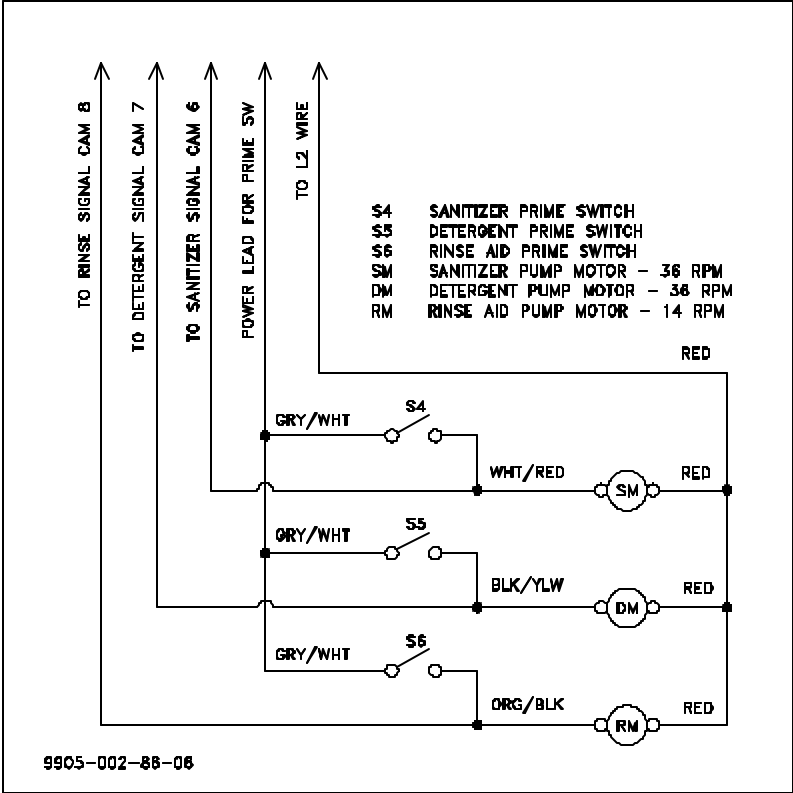 TO RINSE SIGNAL CAM 8
TO DETERGENT SIGNAL CAM 7
TO SANITIZER SIGNAL CAM 6
POWER LEAD FOR PRIME SW
TO L2 WIRE
S4 SANITIZER PRIME SWITCH
S5 DETERGENT PRIME SWITCH
S6 RINSE AID PRIME SWITCH
SM SANITIZER PUMP MOTOR - 36 RPM
DM DETERGENT PUMP MOTOR - 36 RPM
RM RINSE AID PUMP MOTOR - 14 RPM
RED
GRY/WHT
S4
WHT/RED
SM
RED
GRY/WHT
S5
BLK/YLW
DM
RED
GRY/WHT
S6
ORG/BLK
RM
RED
9905-002-86-06